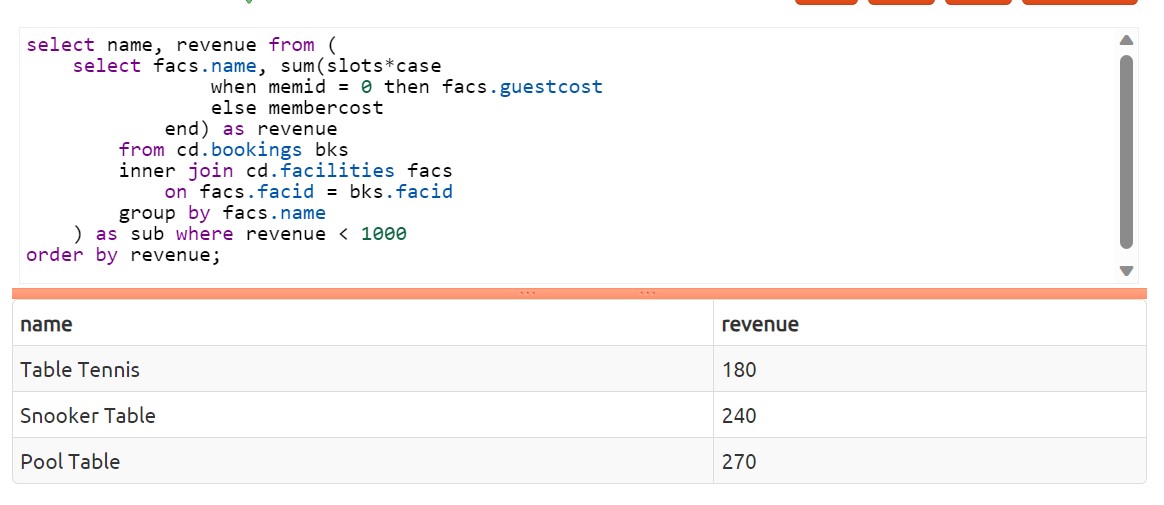 select name, revenue from (
    select facs.name, sum(slots*case
                when memid = 0 then facs.guestcost
                else membercost
            end) as revenue
        from cd.bookings bks
        inner join cd.facilities facs
            on facs.facid = bks.facid
        group by facs.name
    ) as sub where revenue < 1000
order by revenue;
name revenue
Table Tennis 180
Snooker Table 240
Pool Table 270